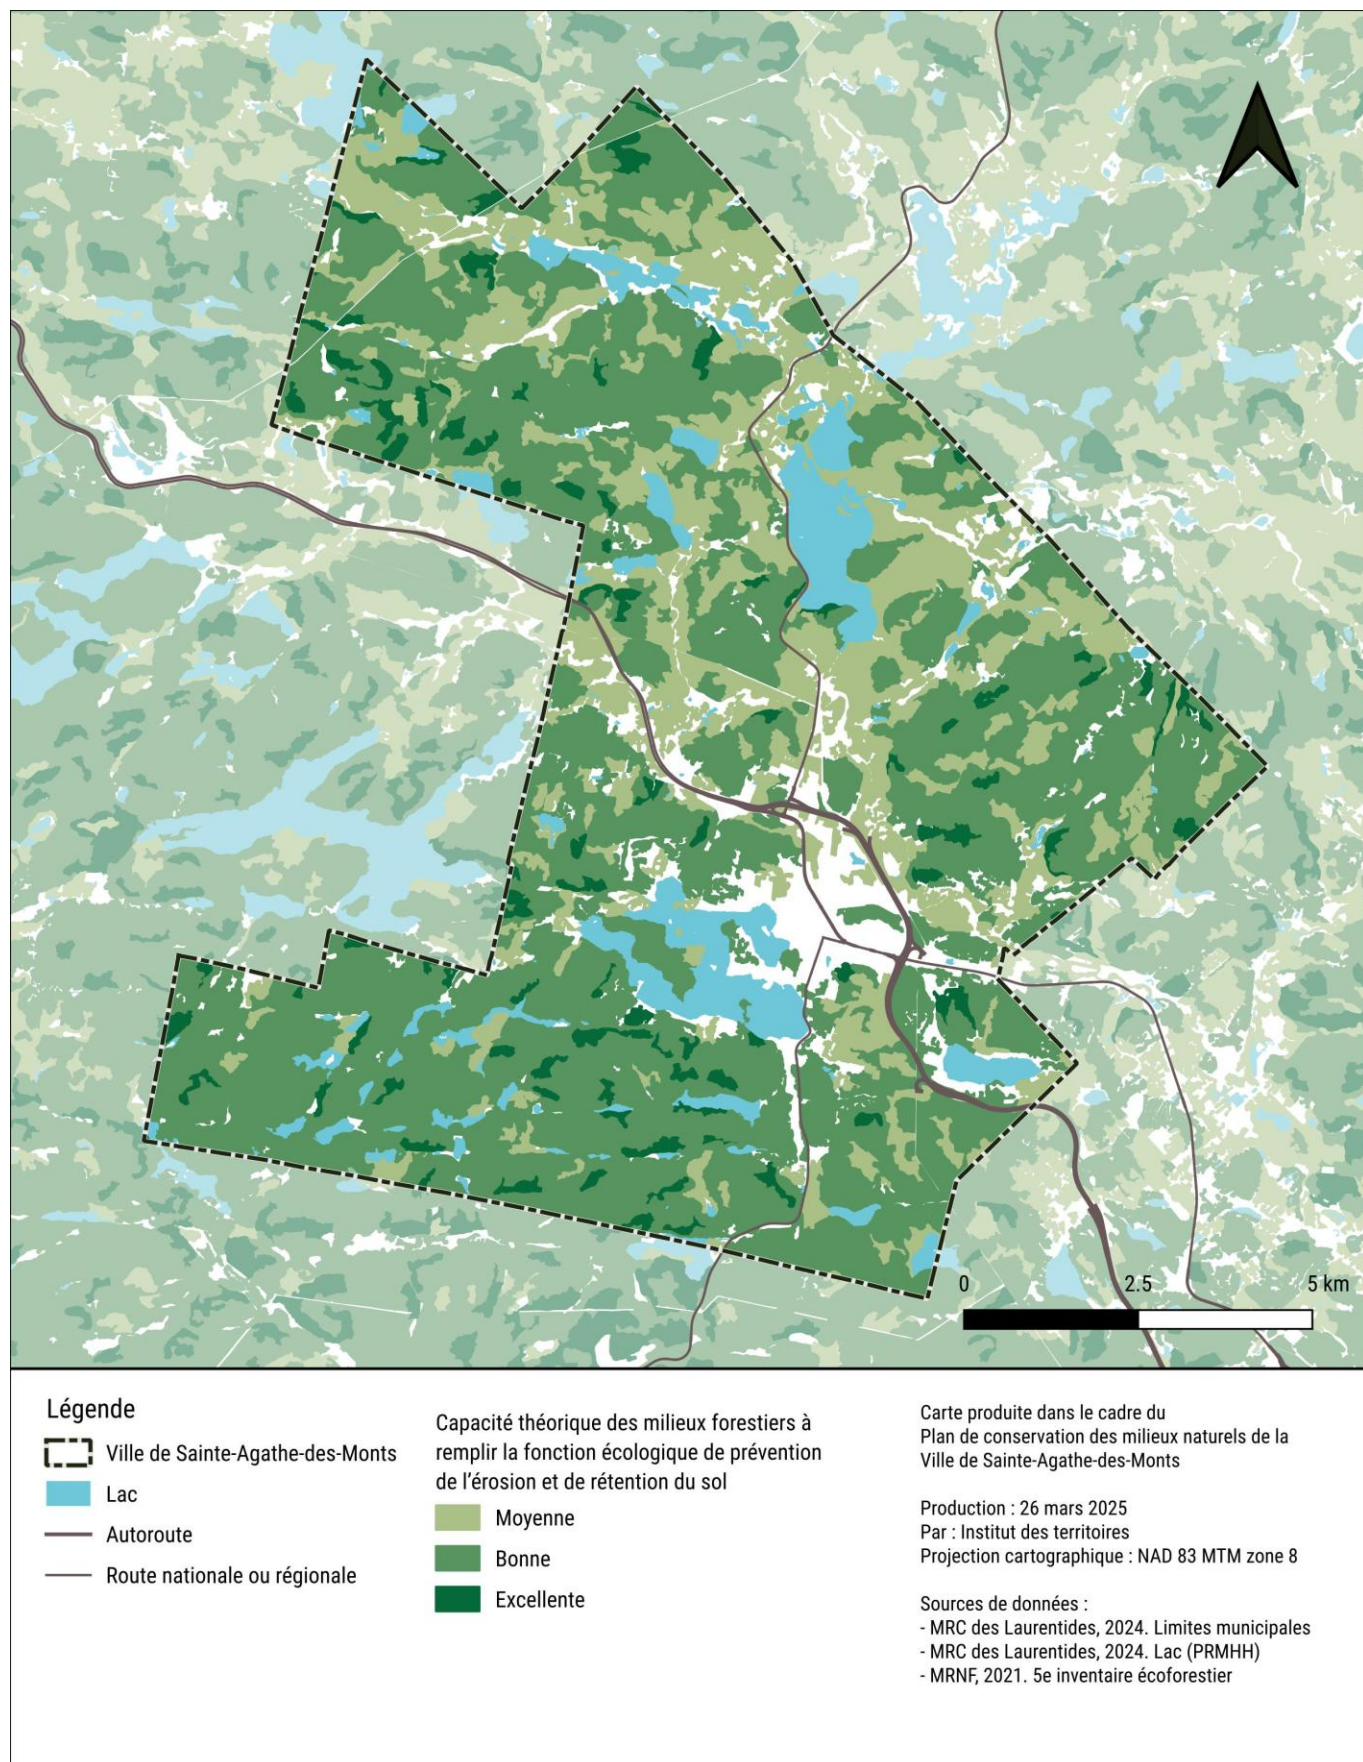 0 2.5 5 km
Légende
Ville de Sainte-Agathe-des-Monts
Lac
Autoroute
Route nationale ou régionale
Capacité théorique des milieux forestiers à
remplir la fonction écologique de prévention
de l'érosion et de rétention du sol
Moyenne
Bonne
Excellente
Carte produite dans le cadre du
Plan de conservation des milieux naturels de la
Ville de Sainte-Agathe-des-Monts
Production : 26 mars 2025
Par : Institut des territoires
Projection cartographique : NAD 83 MTM zone 8
Sources de données :
- MRC des Laurentides, 2024. Limites municipales
- MRC des Laurentides, 2024. Lac (PRMHH)
- MRNF, 2021. 5e inventaire écoforestier